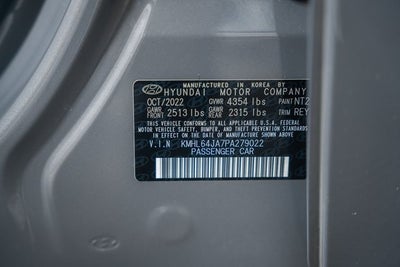 MANUFACTURED IN KOREA BY
HYUNDAI MOTOR COMPANY
OCT/2022 GVWR 4354 lbs PAINT NT2
GAWR FRONT 2513 lbs GAWR REAR 2315 lbs TRIM REY
THIS VEHICLE CONFORMS TO ALL APPLICABLE U.S.A. FEDERAL
MOTOR VEHICLE SAFETY, BUMPER, AND THEFT PREVENTION
STANDARDS IN EFFECT ON THE DATE OF MANUFACTURE
SHOWN ABOVE.
V.I.N KMHL64JA7PA279022
PASSENGER CAR